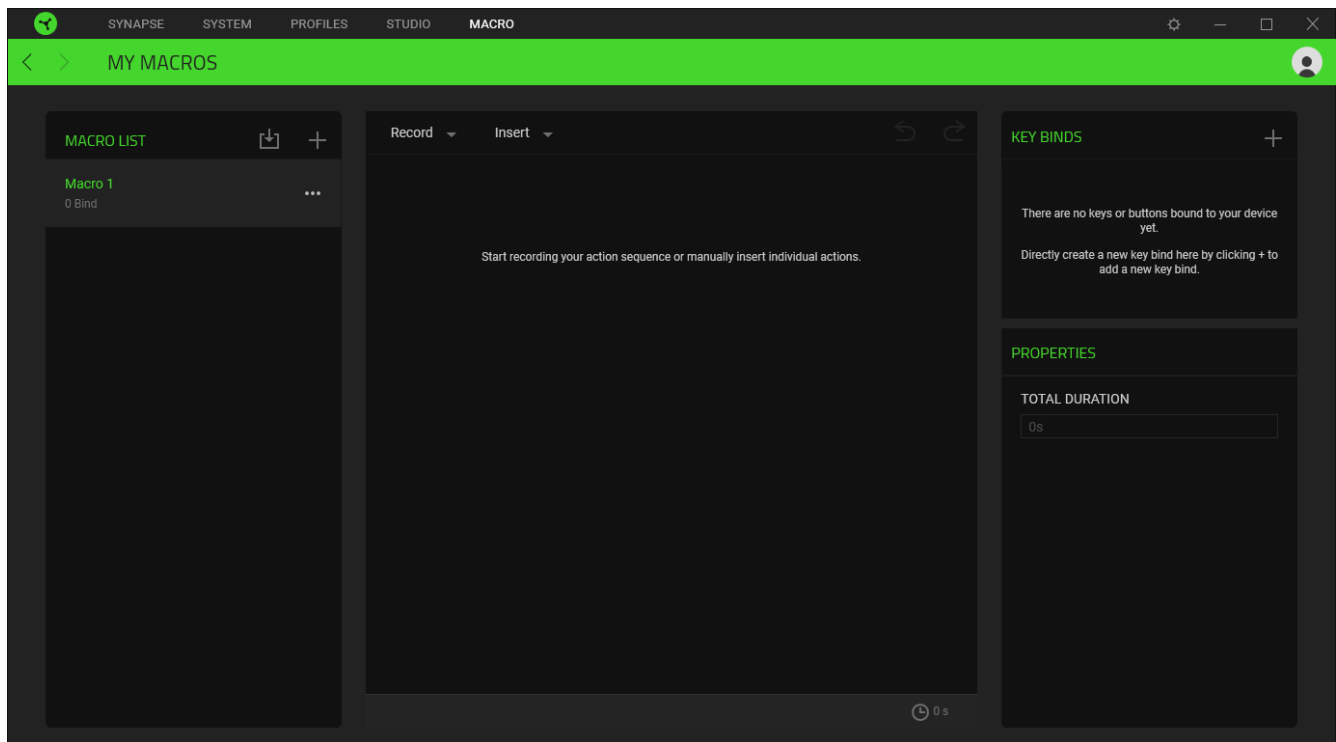 SYNAPSE SYSTEM PROFILES STUDIO MACRO
MY MACROS
MACRO LIST
Macro 1
0 Bind
Record Insert
Start recording your action sequence or manually insert individual actions.
0 s
KEY BINDS
There are no keys or buttons bound to your device
yet.
Directly create a new key bind here by clicking + to
add a new key bind.
PROPERTIES
TOTAL DURATION
0s